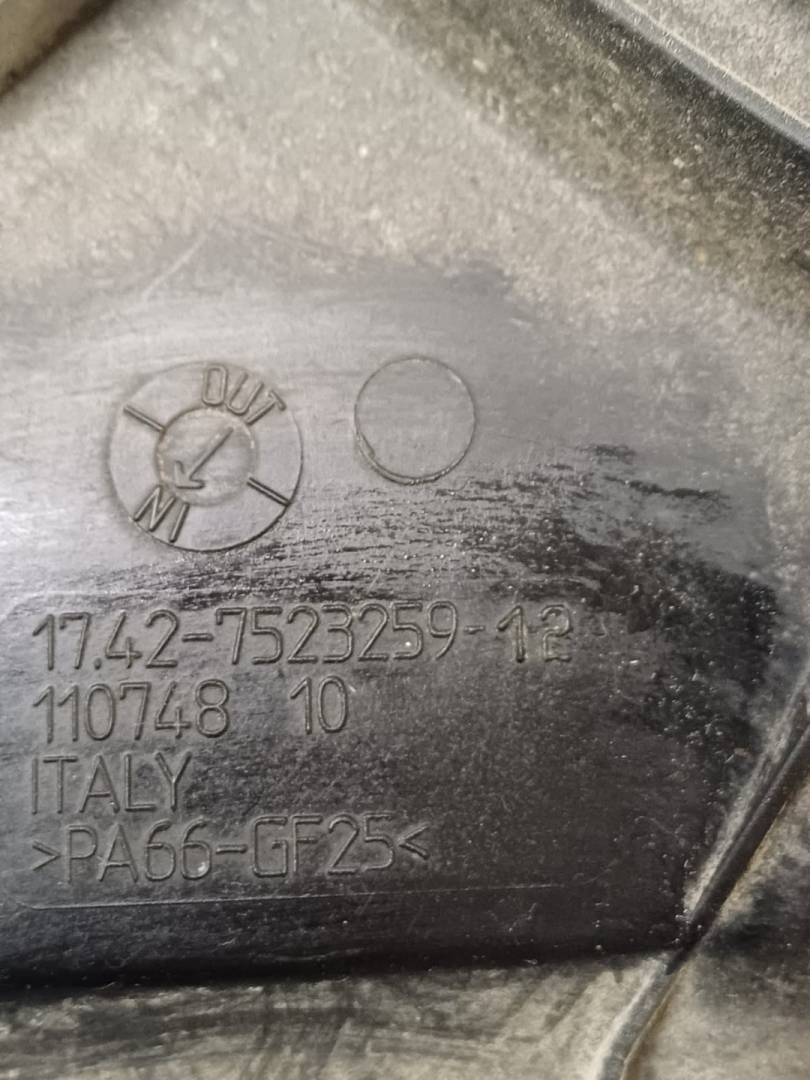 OUT
IN
17.42-7523259-12
110748 10
ITALY
>PA66-GF25<